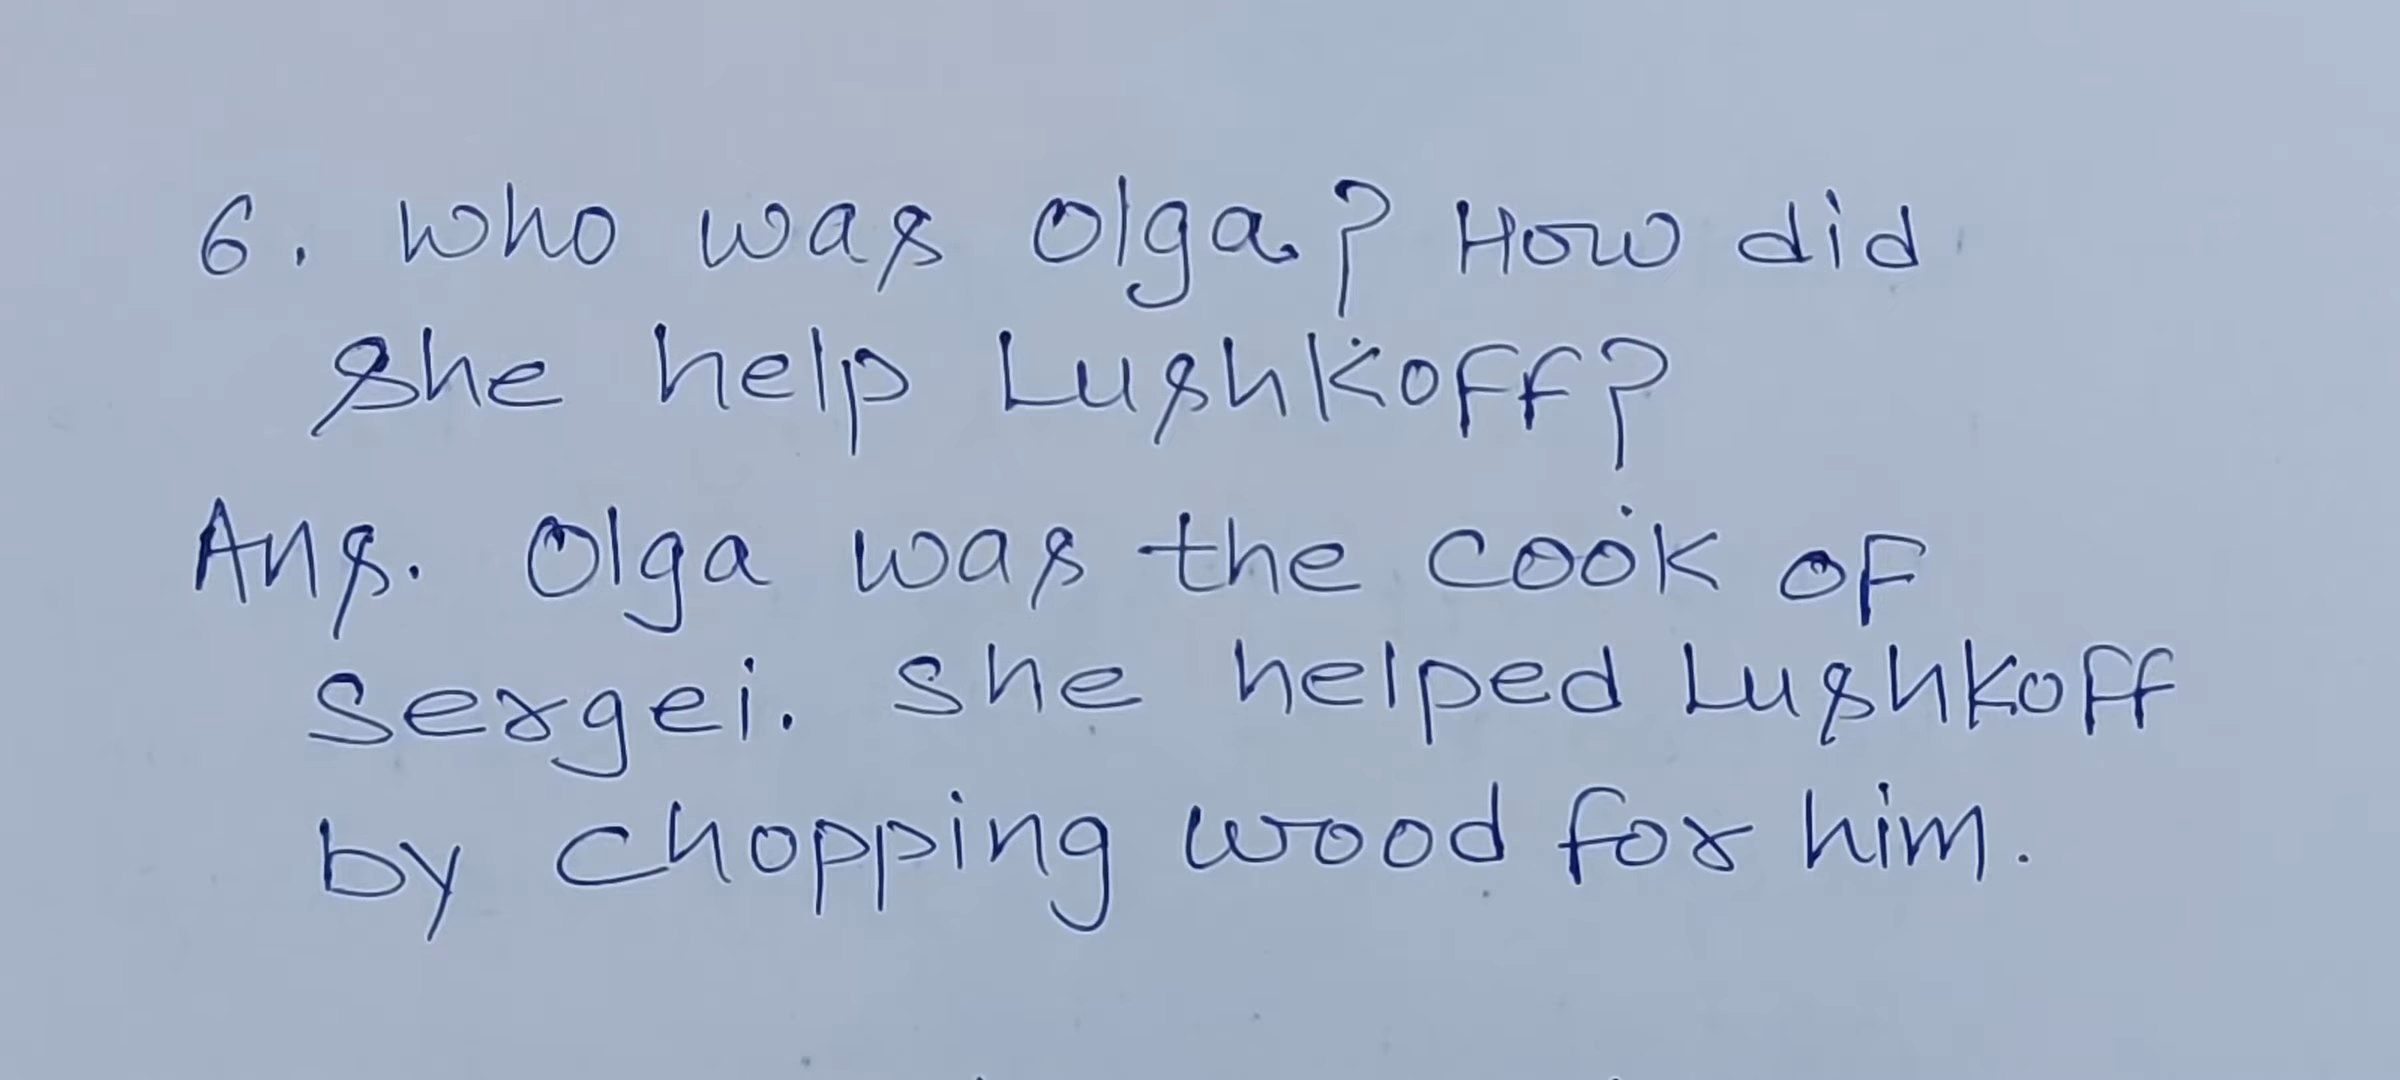 6. Who was Olga? How did
she help Lushkoff?
Ans. Olga was the cook of
Sergei. She helped Lushkoff
by chopping wood for him.